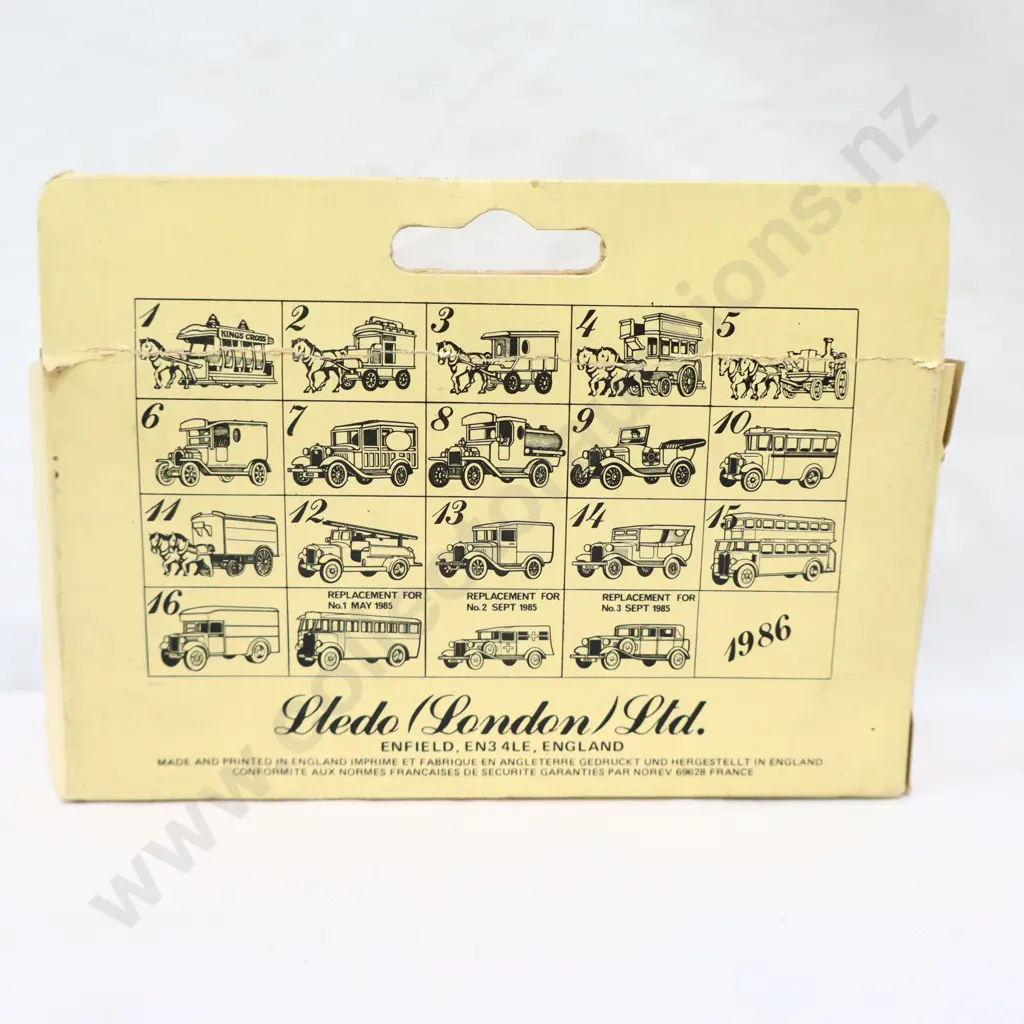 1 2 3 4 5
KINGS CROSS
6 7 8 9 10
11 12 13 14 15
16
REPLACEMENT FOR
No.1 MAY 1985
REPLACEMENT FOR
No.2 SEPT 1985
REPLACEMENT FOR
No.3 SEPT 1985
1986
Lledo (London) Ltd.
ENFIELD, EN3 4LE, ENGLAND
MADE AND PRINTED IN ENGLAND IMPRIME ET FABRIQUE EN ANGLETERRE GEDRUCKT UND HERGESTELLT IN ENGLAND
CONFORMITE AUX NORMES FRANCAISES DE SECURITE GARANTIES PAR NOREV 69628 FRANCE